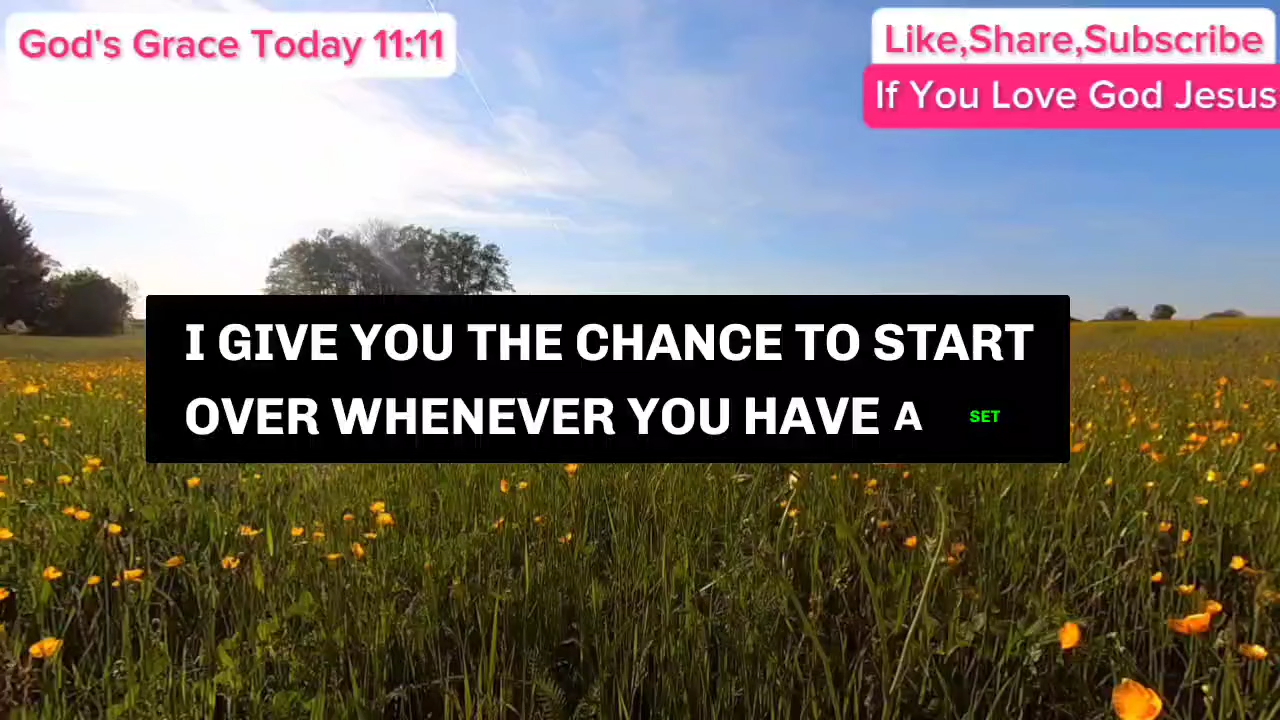 God's Grace Today 11:11
Like,Share,Subscribe
If You Love God Jesus
I GIVE YOU THE CHANCE TO START
OVER WHENEVER YOU HAVE A SET